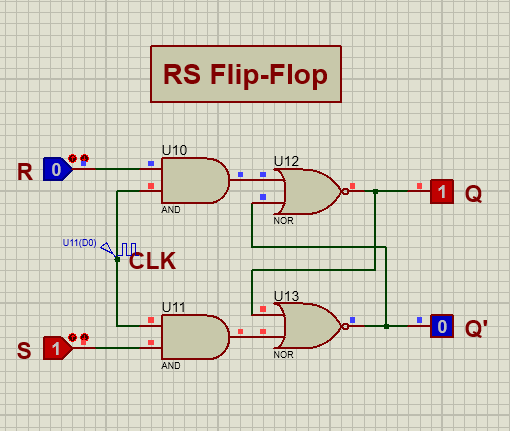 RS Flip-Flop
U10
U12
R 0
1 Q
AND
NOR
U11(D0)
CLK
U11
U13
S 1
0 Q'
AND
NOR